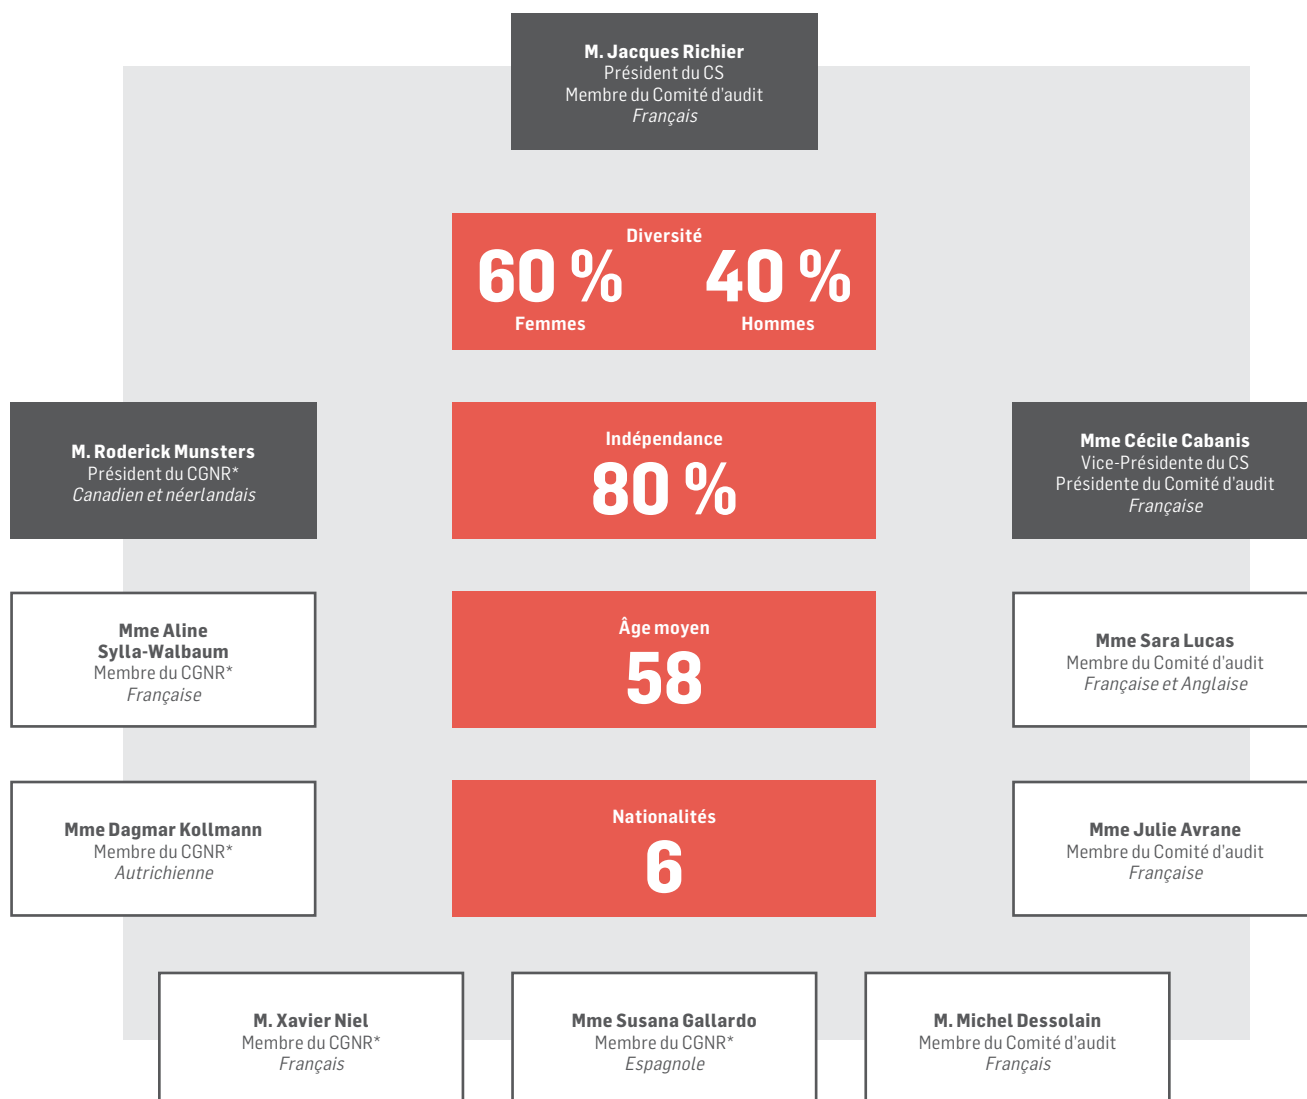 M. Jacques Richier
Président du CS
Membre du Comité d'audit
Français
Diversité
60 %
40 %
Femmes
Hommes
M. Roderick Munsters
Président du CGNR*
Canadien et néerlandais
Indépendance
80 %
Mme Cécile Cabanis
Vice-Présidente du CS
Présidente du Comité d'audit
Française
Mme Aline
Sylla-Walbaum
Membre du CGNR*
Française
Âge moyen
58
Mme Sara Lucas
Membre du Comité d'audit
Française et Anglaise
Mme Dagmar Kollmann
Membre du CGNR*
Autrichienne
Nationalités
6
Mme Julie Avrane
Membre du Comité d'audit
Française
M. Xavier Niel
Membre du CGNR*
Français
Mme Susana Gallardo
Membre du CGNR*
Espagnole
M. Michel Dessolain
Membre du Comité d'audit
Français